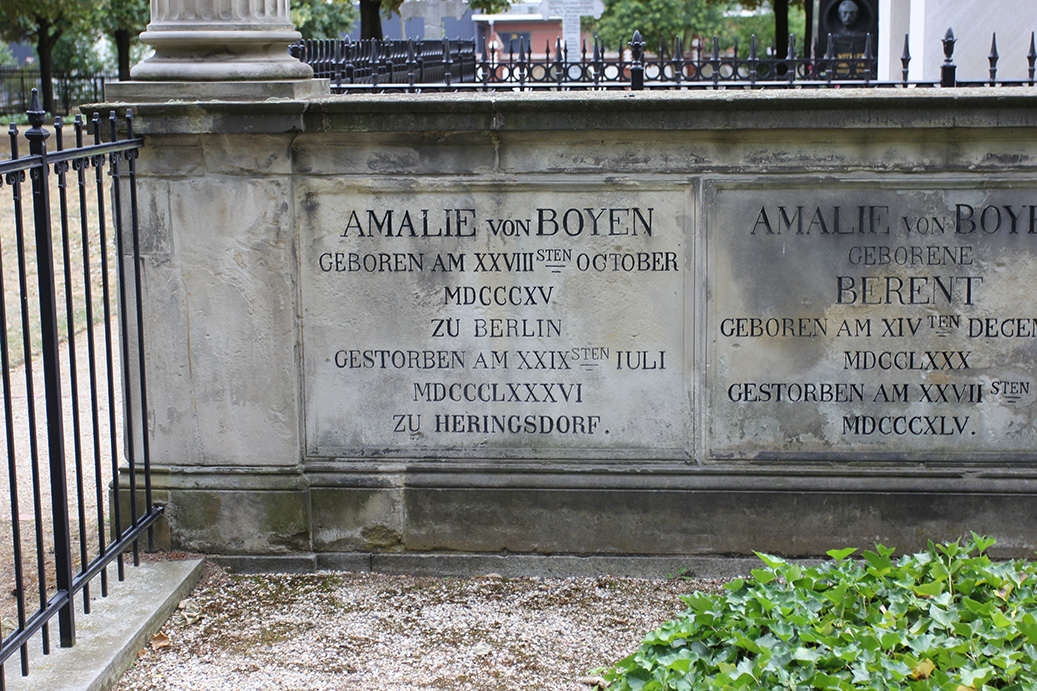 AMALIE VON BOYEN
GEBOREN AM XXVIII STEN OCTOBER
MDCCCXV
ZU BERLIN
GESTORBEN AM XXIX STEN IULI
MDCCCLXXXVI
ZU HERINGSDORF.
AMALIE VON BOYE
GEBORENE
BERENT
GEBOREN AM XIV TEN DECEM
MDCCLXXX
GESTORBEN AM XXVII STEN
MDCCCXLV.